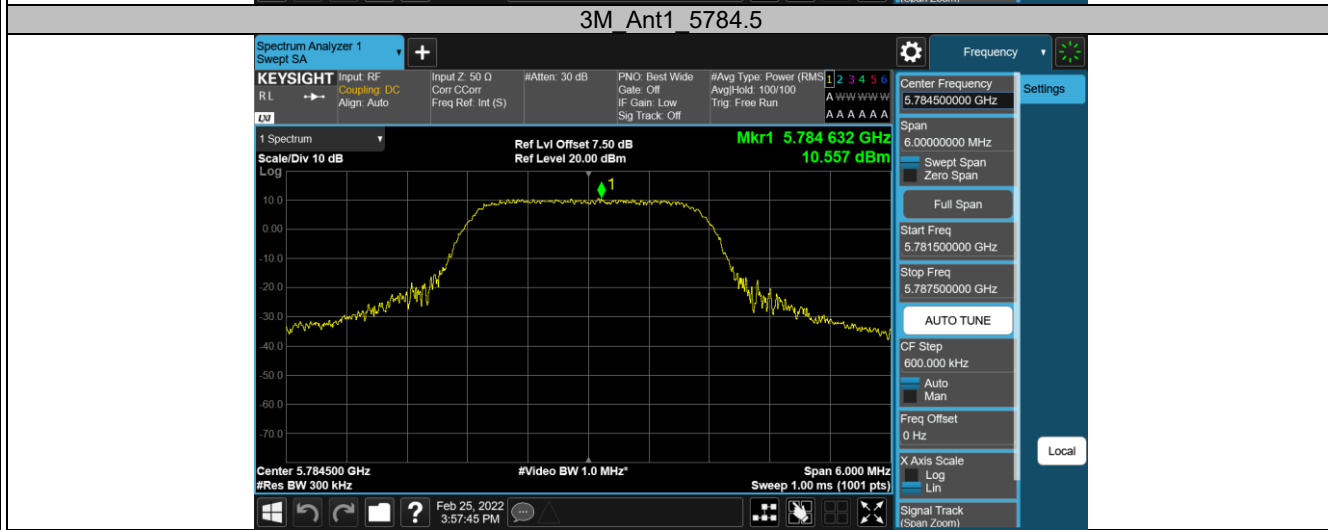 (Span Zoom)
3M_Ant1_5784.5
Spectrum Analyzer 1
Swept SA
+
Frequency
KEYSIGHT
RL
LXI
Input: RF
Coupling: DC
Align: Auto
Input Z: 50 Ω
Corr CCorr
Freq Ref: Int (S)
#Atten: 30 dB
PNO: Best Wide
Gate: Off
IF Gain: Low
Sig Track: Off
#Avg Type: Power (RMS
Avg|Hold: 100/100
Trig: Free Run
1 2 3 4 5 6
A W W W W W
A A A A A A
1 Spectrum
Scale/Div 10 dB
Log
Ref Lvl Offset 7.50 dB
Ref Level 20.00 dBm
Mkr1 5.784 632 GHz
10.557 dBm
1
10.0
0.00
-10.0
-20.0
-30.0
-40.0
-50.0
-60.0
-70.0
Center 5.784500 GHz
#Res BW 300 kHz
#Video BW 1.0 MHz*
Span 6.000 MHz
Sweep 1.00 ms (1001 pts)
?
Feb 25, 2022
3:57:45 PM
Center Frequency
5.784500000 GHz
Span
6.00000000 MHz
Swept Span
Zero Span
Full Span
Start Freq
5.781500000 GHz
Stop Freq
5.787500000 GHz
AUTO TUNE
CF Step
600.000 kHz
Auto
Man
Freq Offset
0 Hz
X Axis Scale
Log
Lin
Signal Track
(Span Zoom)
Settings
Local